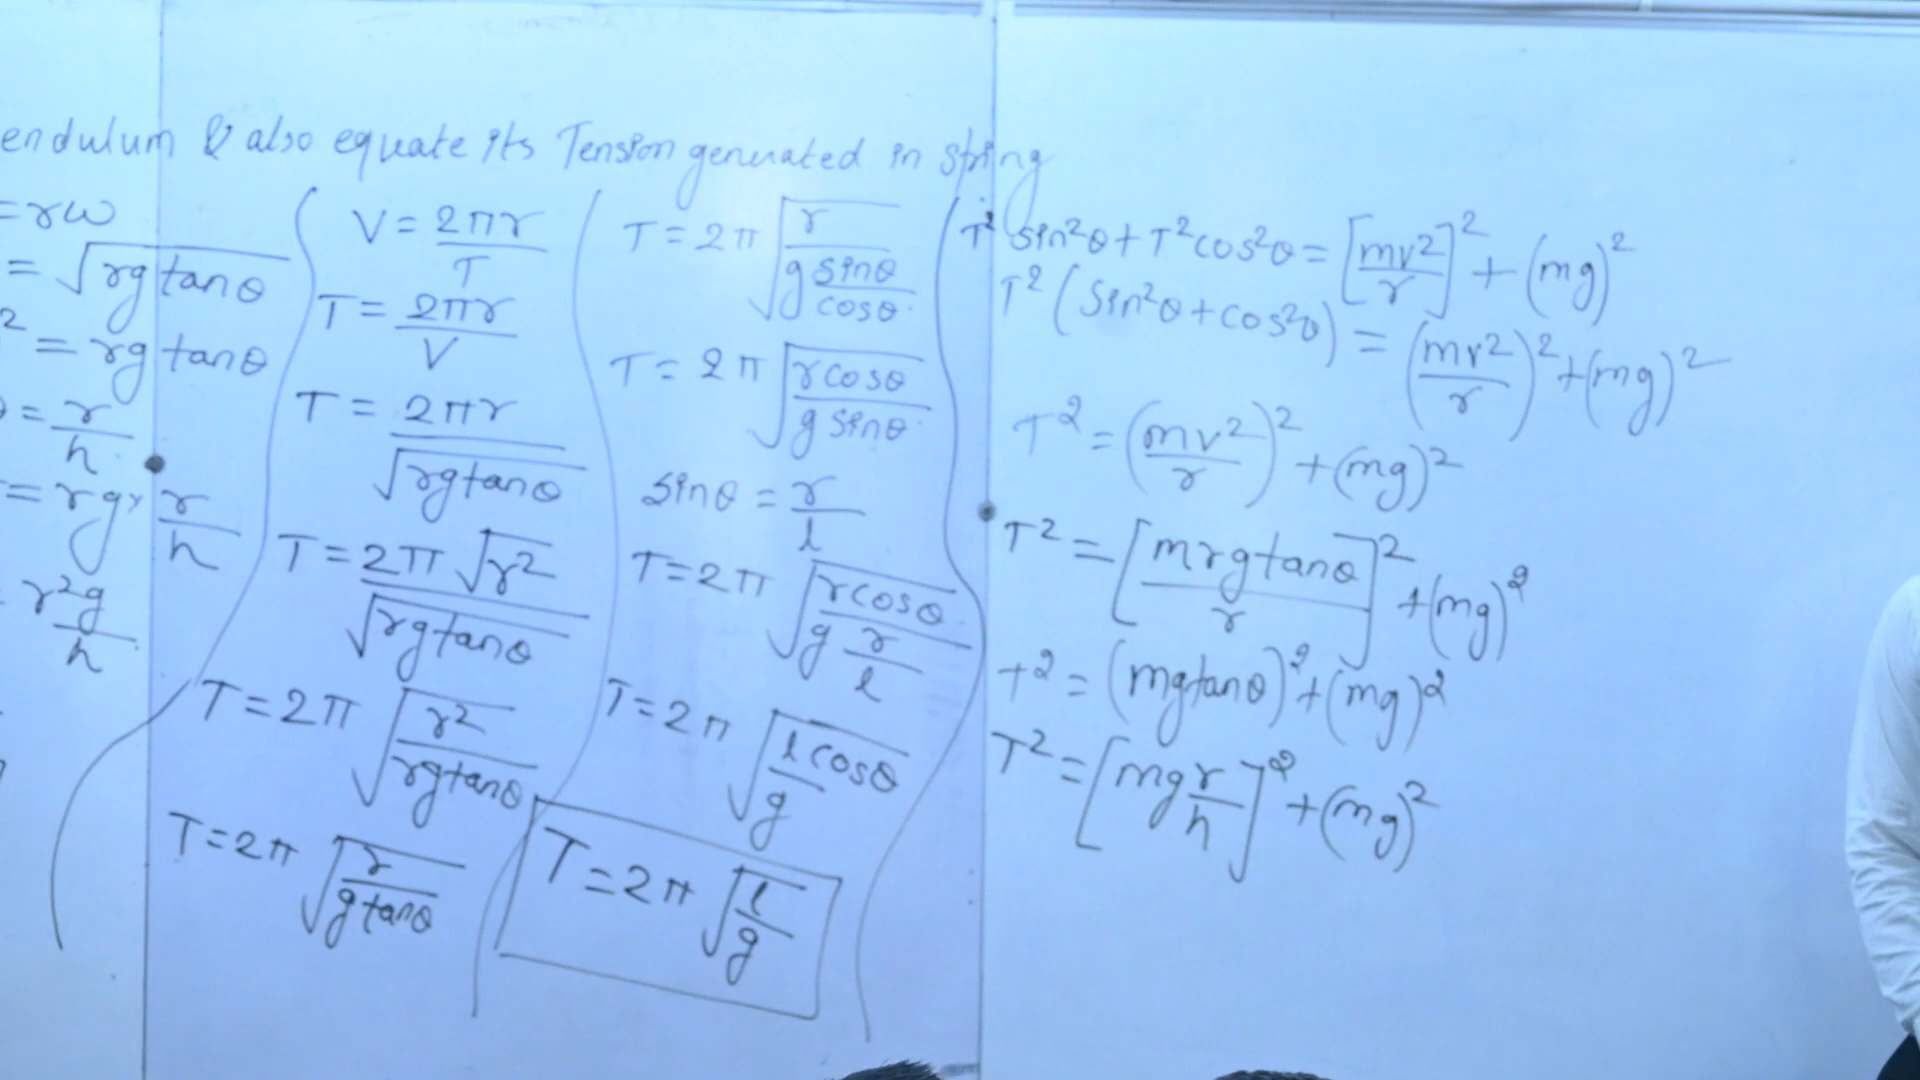 endulum & also equate its Tension generated in string
= rω
= √(rg tanθ)
2 = rg tanθ
= r/h
= rg × r/h
r²g/h
V = 2πr/T
T = 2πr/V
T = 2πr/√(rg tanθ)
T = 2π√r²/√(rg tanθ)
T = 2π √(r²/(rg tanθ))
T = 2π √(r/(g tanθ))
T = 2π √(r/(g sinθ/cosθ))
T = 2π √(r cosθ/(g sinθ))
sinθ = r/l
T = 2π √(r cosθ/(g r/l))
T = 2π √(l cosθ/g)
T = 2π √(l/g)
T² sin²θ + T² cos²θ = [mv²/r]² + (mg)²
T² (sin²θ + cos²θ) = (mv²/r)² + (mg)²
T² = (mv²/r)² + (mg)²
T² = [mrg tanθ/r]² + (mg)²
T² = (mg tanθ)² + (mg)²
T² = [mg r/h]² + (mg)²